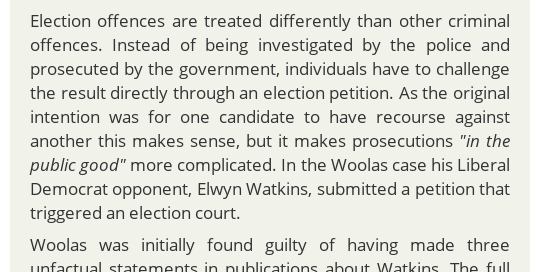 Election offences are treated differently than other criminal
offences. Instead of being investigated by the police and
prosecuted by the government, individuals have to challenge
the result directly through an election petition. As the original
intention was for one candidate to have recourse against
another this makes sense, but it makes prosecutions "in the
public good" more complicated. In the Woolas case his Liberal
Democrat opponent, Elwyn Watkins, submitted a petition that
triggered an election court.
Woolas was initially found guilty of having made three
unfactual statements in publications about Watkins. The full